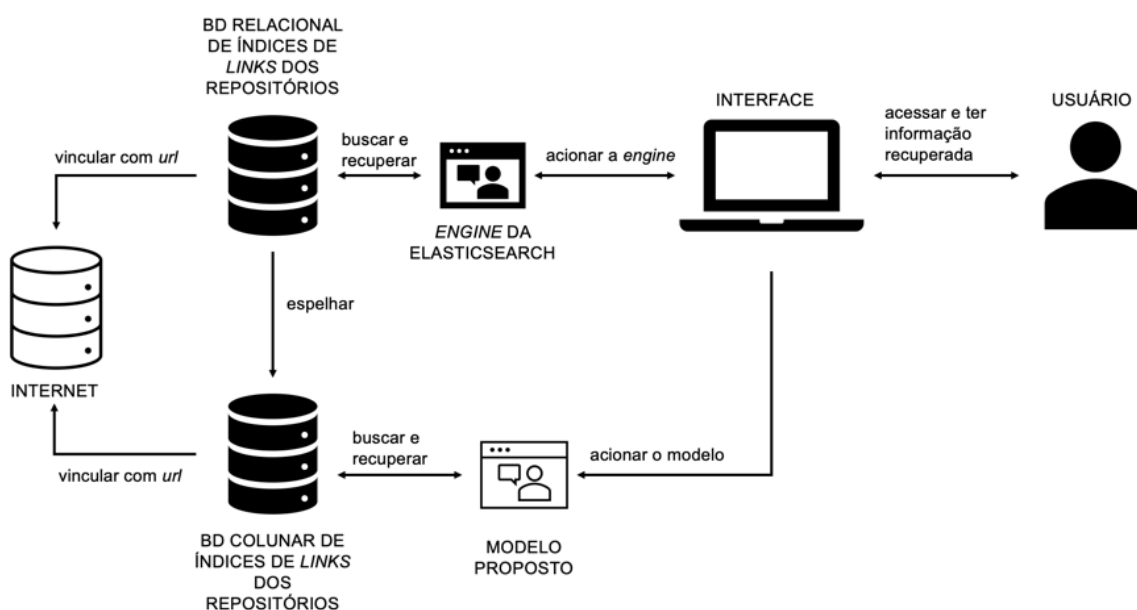 BD RELACIONAL
DE ÍNDICES DE
LINKS DOS
REPOSITÓRIOS
INTERFACE
USUÁRIO
vincular com url
buscar e
recuperar
acionar a engine
acessar e ter
informação
recuperada
ENGINE DA
ELASTICSEARCH
espelhar
INTERNET
vincular com url
buscar e
recuperar
acionar o modelo
BD COLUNAR DE
ÍNDICES DE LINKS
DOS
REPOSITÓRIOS
MODELO
PROPOSTO